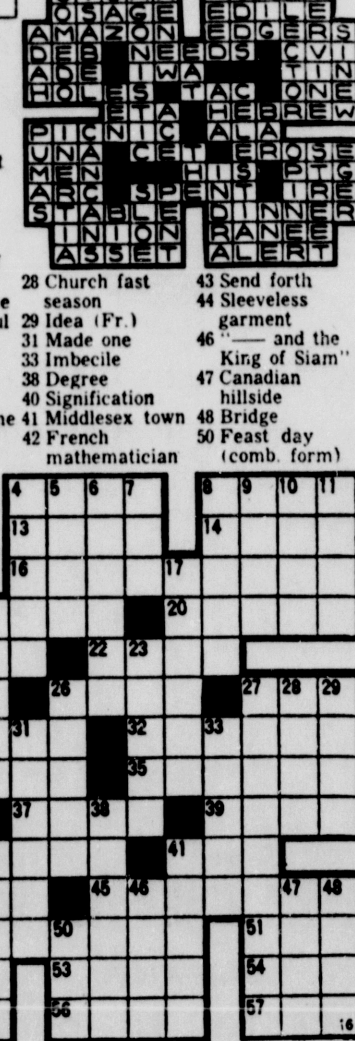 OSAGE EDILE
AMAZON EDGERS
DEB NEEDS CVI
ADE IWA TIN
HOLES TAC ONE
ETA HEBREW
PICNIC ALA
UNA CET EROSE
MEN HIS PTG
ABC SPENT IRE
STABLE DINNER
INION RANEE
ASSET ALERT
28 Church fast
season
29 Idea (Fr.)
31 Made one
33 Imbecile
38 Degree
40 Signification
41 Middlesex town
42 French
mathematician
43 Send forth
44 Sleeveless
garment
46 "— and the
King of Siam"
47 Canadian
hillside
48 Bridge
50 Feast day
(comb. form)
4 5 6 7 8 9 10 11
13 14
16 17
20
22 23
26 27 28 29
31 32 33
35
37 38 39
41
45 46 47 48
50 51
53 54
56 57
16